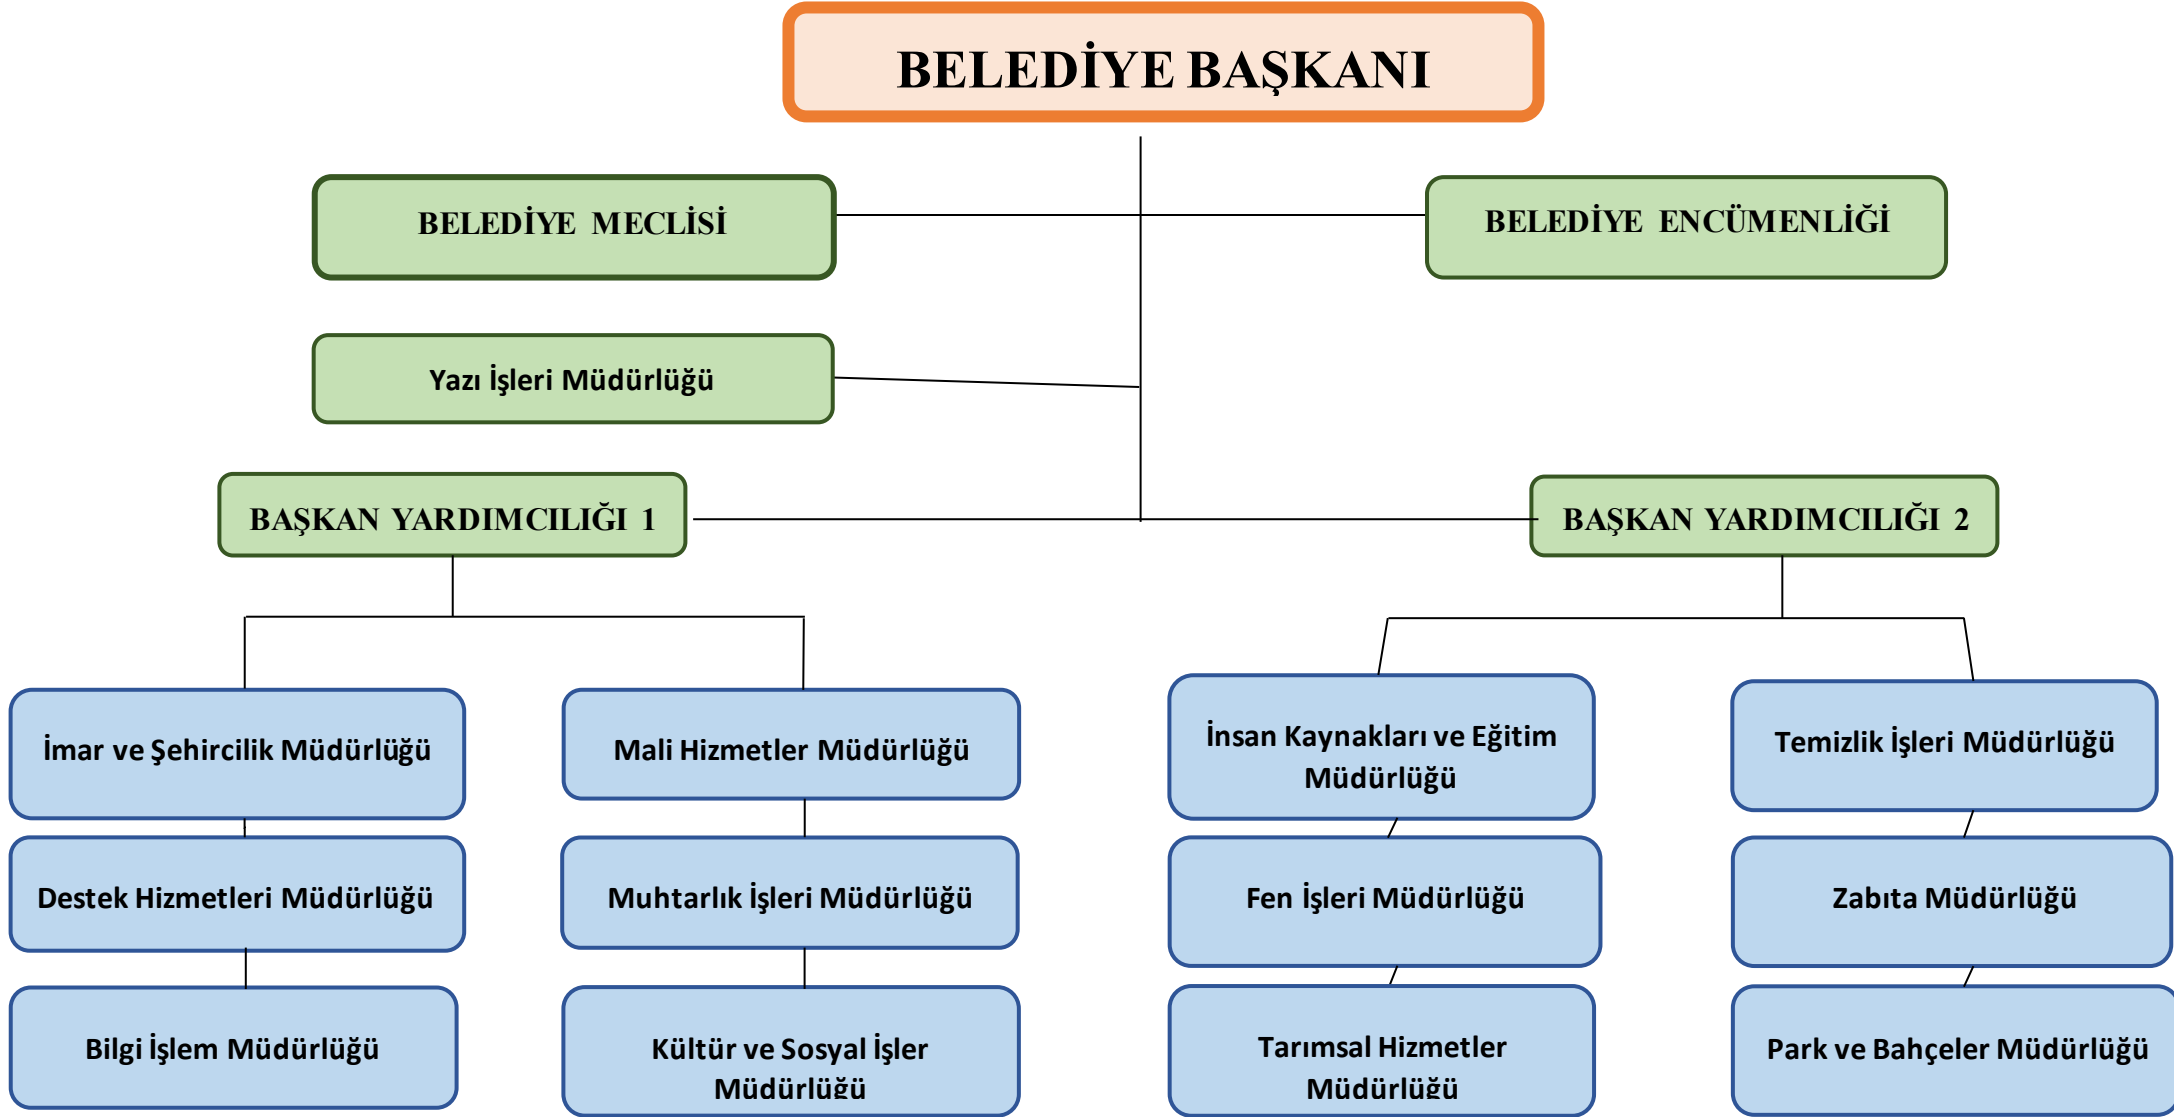 BELEDİYE BAŞKANI
BELEDİYE MECLİSİ
BELEDİYE ENCÜMENLİĞİ
Yazı İşleri Müdürlüğü
BAŞKAN YARDIMCILIĞI 1
BAŞKAN YARDIMCILIĞI 2
İmar ve Şehircilik Müdürlüğü
Mali Hizmetler Müdürlüğü
İnsan Kaynakları ve Eğitim
Müdürlüğü
Temizlik İşleri Müdürlüğü
Destek Hizmetleri Müdürlüğü
Muhtarlık İşleri Müdürlüğü
Fen İşleri Müdürlüğü
Zabıta Müdürlüğü
Bilgi İşlem Müdürlüğü
Kültür ve Sosyal İşler
Müdürlüğü
Tarımsal Hizmetler
Müdürlüğü
Park ve Bahçeler Müdürlüğü